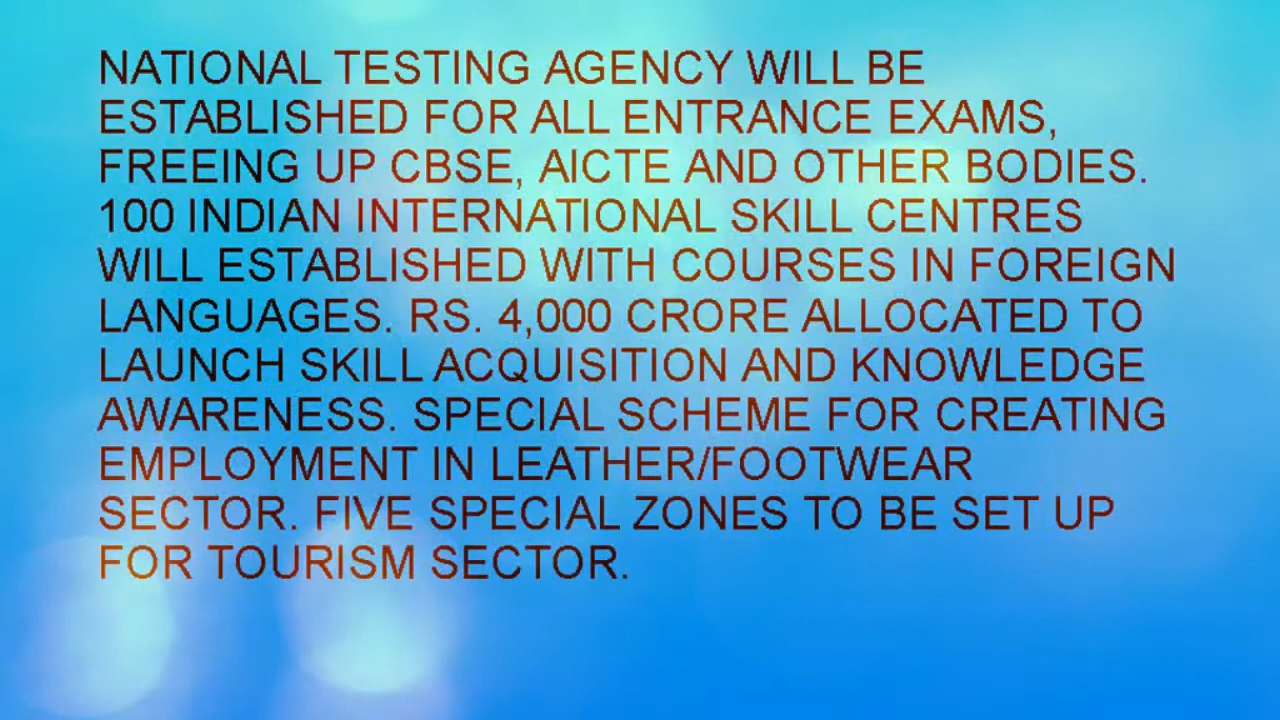 NATIONAL TESTING AGENCY WILL BE
ESTABLISHED FOR ALL ENTRANCE EXAMS,
FREEING UP CBSE, AICTE AND OTHER BODIES.
100 INDIAN INTERNATIONAL SKILL CENTRES
WILL ESTABLISHED WITH COURSES IN FOREIGN
LANGUAGES. RS. 4,000 CRORE ALLOCATED TO
LAUNCH SKILL ACQUISITION AND KNOWLEDGE
AWARENESS. SPECIAL SCHEME FOR CREATING
EMPLOYMENT IN LEATHER/FOOTWEAR
SECTOR. FIVE SPECIAL ZONES TO BE SET UP
FOR TOURISM SECTOR.